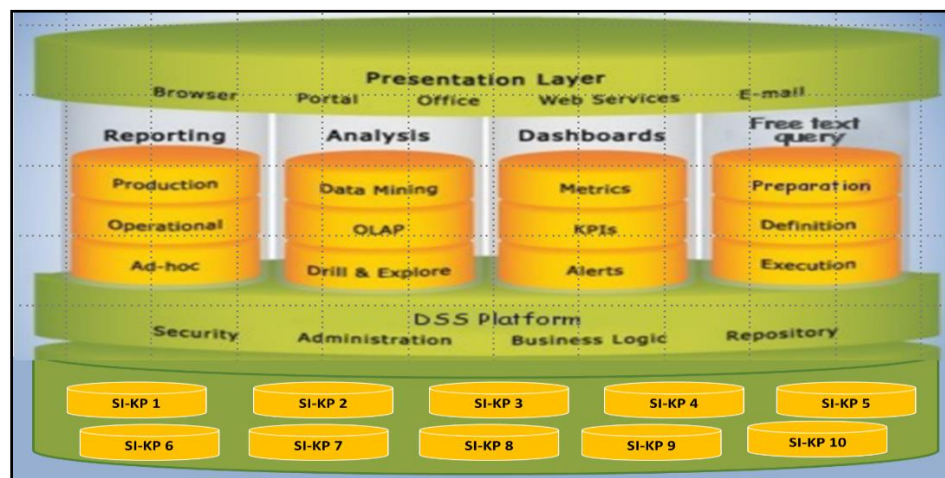 Presentation Layer
Browser Portal Office Web Services E-mail
Reporting Analysis Dashboards Free text query
Production Data Mining Metrics Preparation
Operational OLAP KPIs Definition
Ad-hoc Drill & Explore Alerts Execution
DSS Platform
Security Administration Business Logic Repository
SI-KP 1 SI-KP 2 SI-KP 3 SI-KP 4 SI-KP 5
SI-KP 6 SI-KP 7 SI-KP 8 SI-KP 9 SI-KP 10